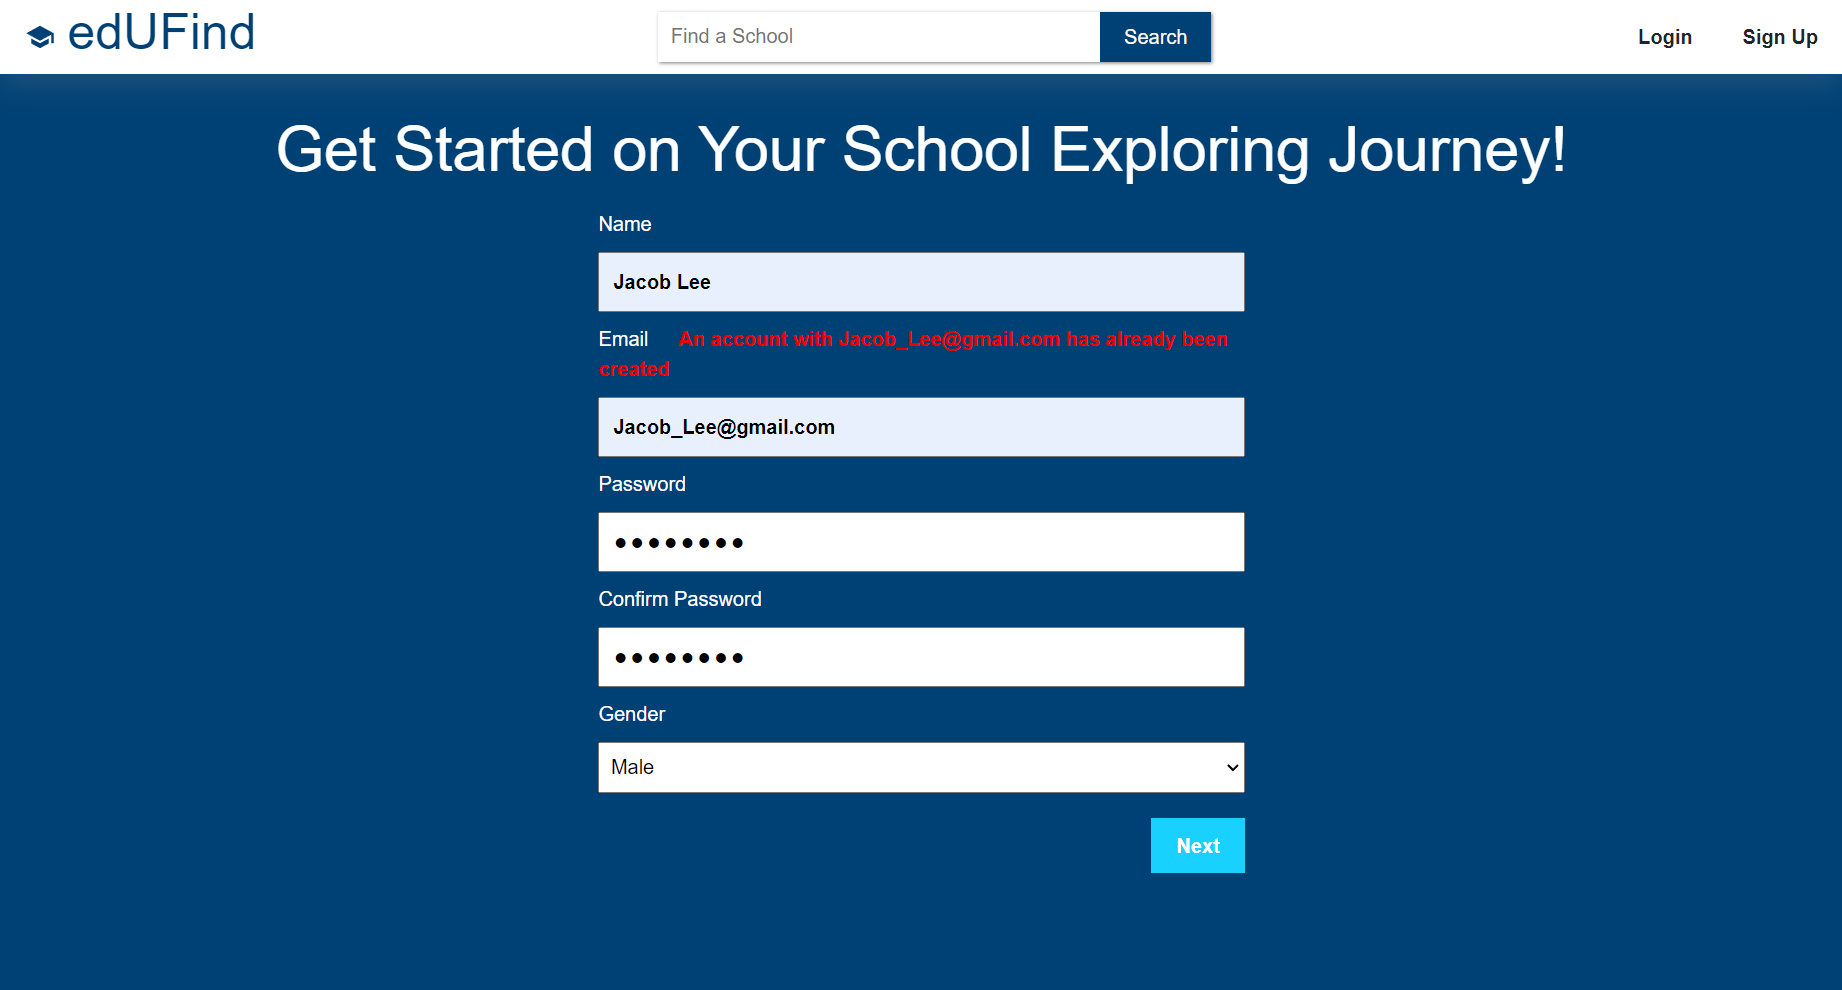 edUFind
Find a School
Search
Login
Sign Up
Get Started on Your School Exploring Journey!
Name
Jacob Lee
Email An account with Jacob_Lee@gmail.com has already been
created
Jacob_Lee@gmail.com
Password
●●●●●●●●
Confirm Password
●●●●●●●●
Gender
Male
Next